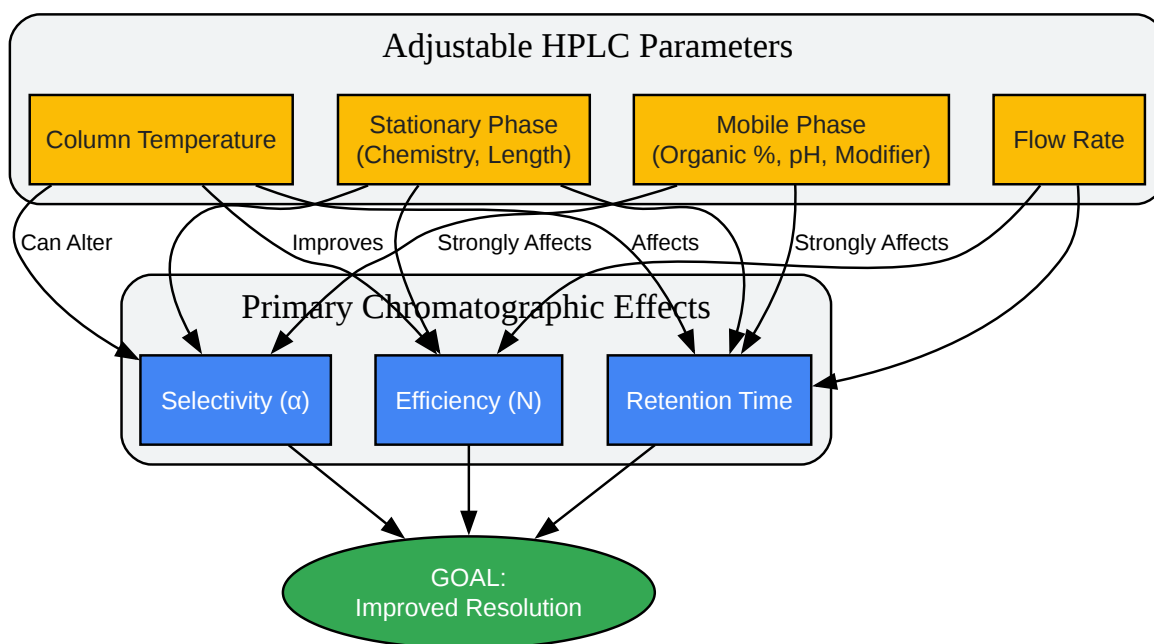 Adjustable HPLC Parameters
Column Temperature
Stationary Phase
(Chemistry, Length)
Mobile Phase
(Organic %, pH, Modifier)
Flow Rate
Can Alter
Improves
Strongly Affects
Affects
Strongly Affects
Primary Chromatographic Effects
Selectivity (α)
Efficiency (N)
Retention Time
GOAL:
Improved Resolution